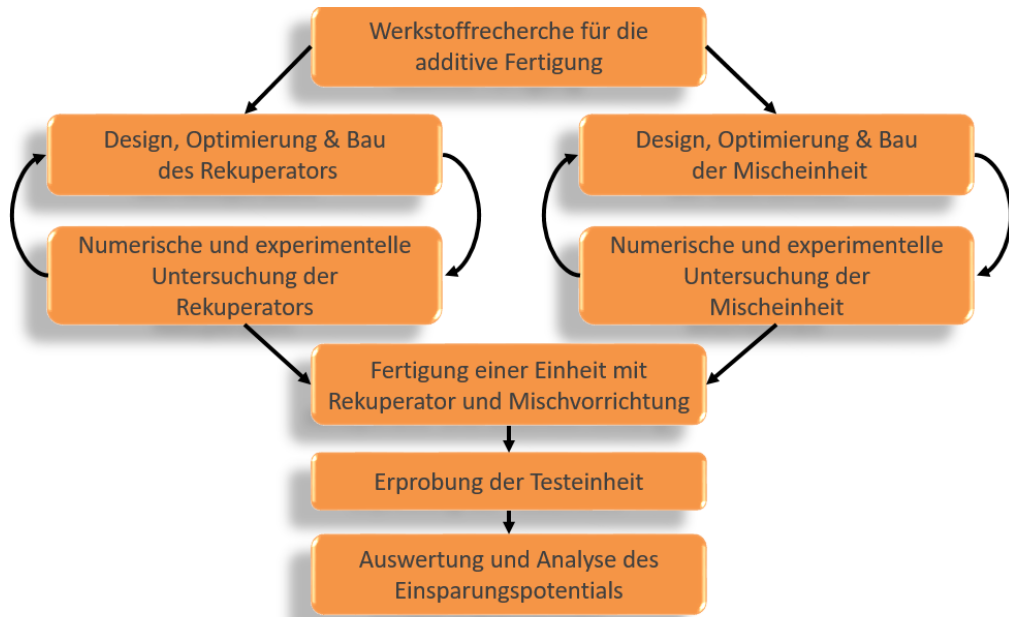 Werkstoffrecherche für die
additive Fertigung
Design, Optimierung & Bau
des Rekuperators
Design, Optimierung & Bau
der Mischeinheit
Numerische und experimentelle
Untersuchung der
Rekuperators
Numerische und experimentelle
Untersuchung der
Mischeinheit
Fertigung einer Einheit mit
Rekuperator und Mischvorrichtung
Erprobung der Testeinheit
Auswertung und Analyse des
Einsparungspotentials